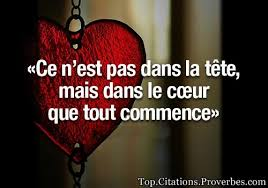 «Ce n'est pas dans la tête,
mais dans le cœur
que tout commence»
Top.Citations.Proverbes.com